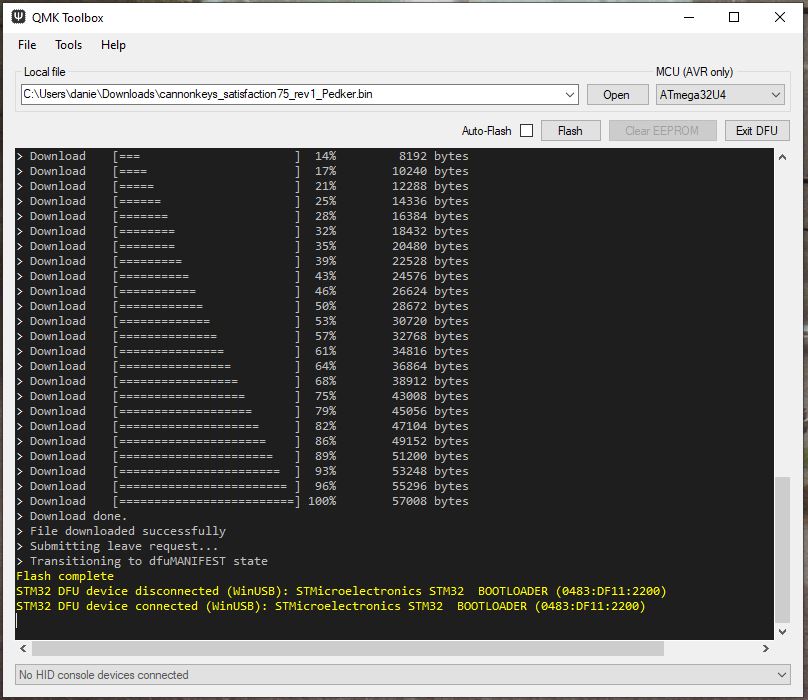 QMK Toolbox
File Tools Help
Local file
MCU (AVR only)
C:\Users\danie\Downloads\cannonkeys_satisfaction75_rev1_Pedker.bin
Open
ATmega32U4
Auto-Flash
Flash
Clear EEPROM
Exit DFU
> Download [=== ] 14% 8192 bytes
> Download [==== ] 17% 10240 bytes
> Download [===== ] 21% 12288 bytes
> Download [====== ] 25% 14336 bytes
> Download [======= ] 28% 16384 bytes
> Download [======== ] 32% 18432 bytes
> Download [======== ] 35% 20480 bytes
> Download [========= ] 39% 22528 bytes
> Download [========== ] 43% 24576 bytes
> Download [=========== ] 46% 26624 bytes
> Download [============ ] 50% 28672 bytes
> Download [============= ] 53% 30720 bytes
> Download [============== ] 57% 32768 bytes
> Download [=============== ] 61% 34816 bytes
> Download [================ ] 64% 36864 bytes
> Download [================= ] 68% 38912 bytes
> Download [================== ] 75% 43008 bytes
> Download [=================== ] 79% 45056 bytes
> Download [==================== ] 82% 47104 bytes
> Download [===================== ] 86% 49152 bytes
> Download [====================== ] 89% 51200 bytes
> Download [======================= ] 93% 53248 bytes
> Download [======================== ] 96% 55296 bytes
> Download [=========================] 100% 57008 bytes
> Download done.
> File downloaded successfully
> Submitting leave request...
> Transitioning to dfuMANIFEST state
Flash complete
STM32 DFU device disconnected (WinUSB): STMicroelectronics STM32 BOOTLOADER (0483:DF11:2200)
STM32 DFU device connected (WinUSB): STMicroelectronics STM32 BOOTLOADER (0483:DF11:2200)
No HID console devices connected